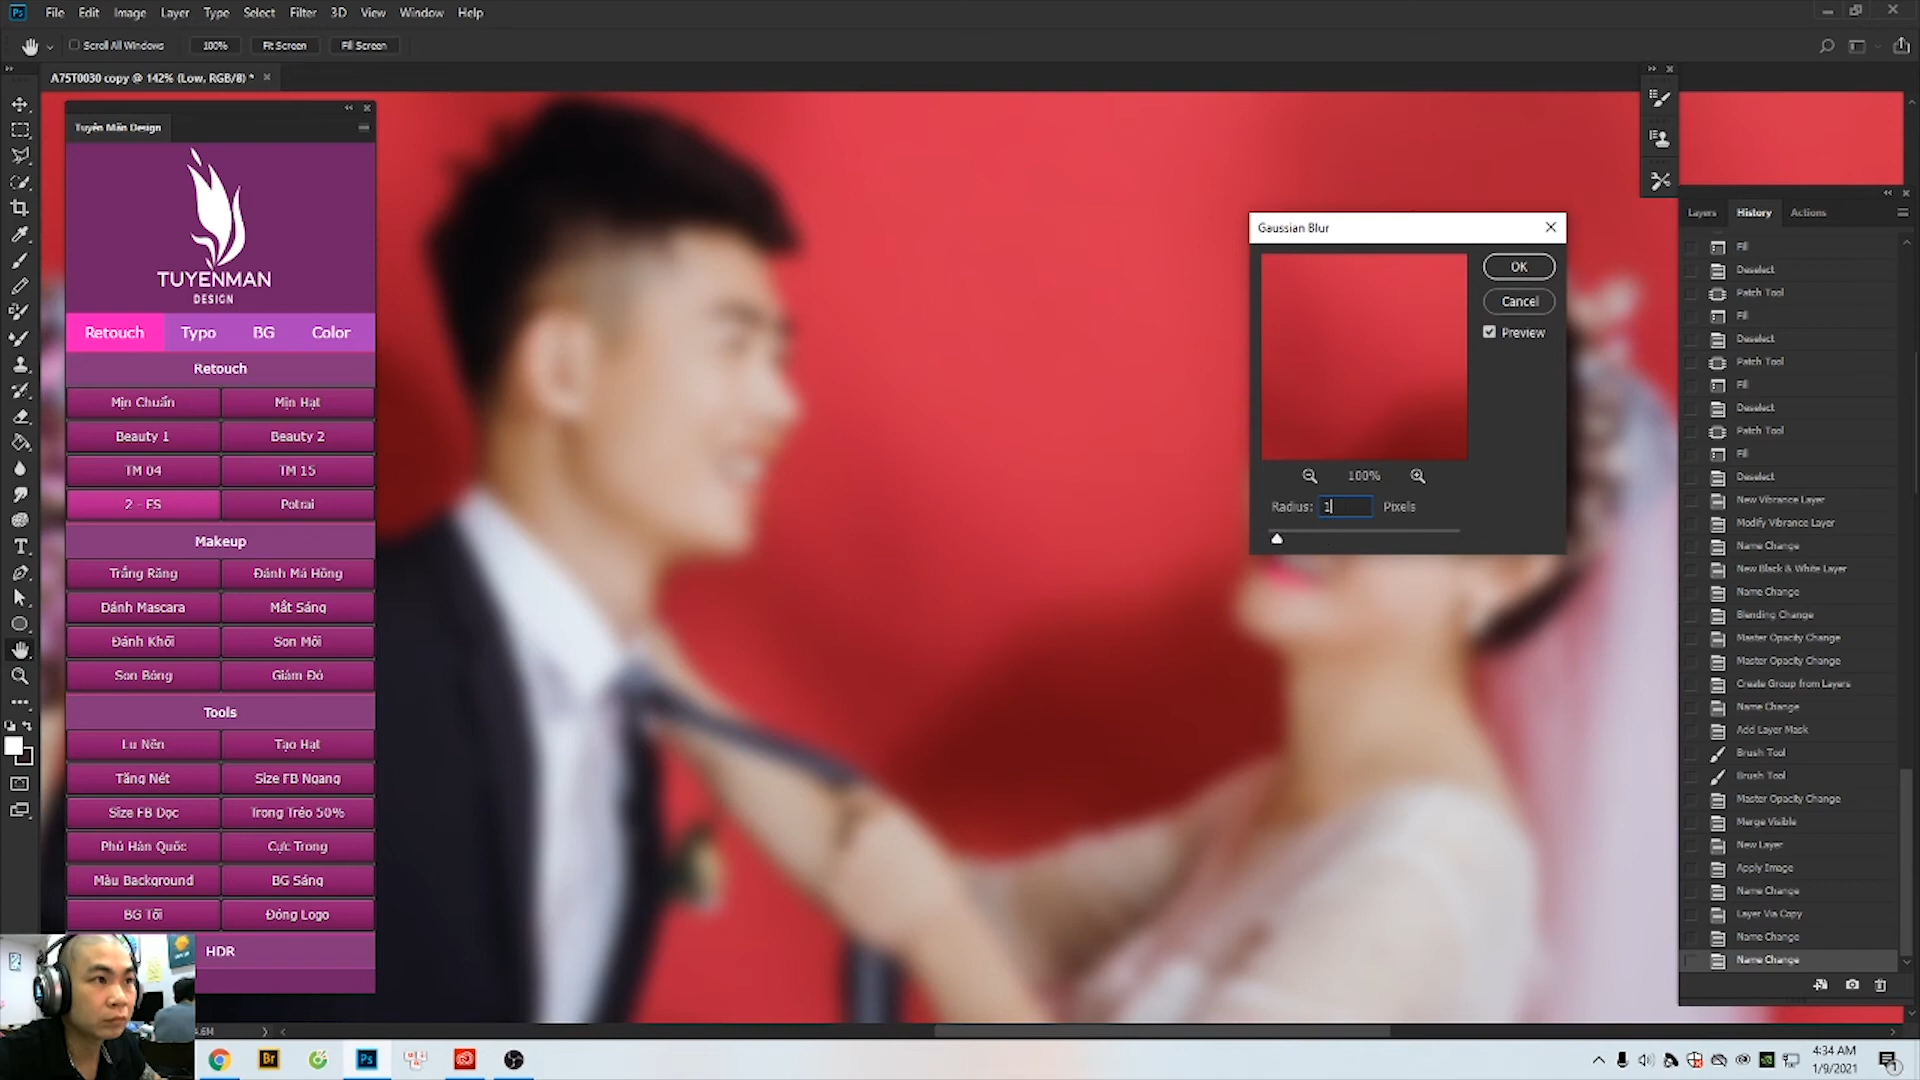 Ps File Edit Image Layer Type Select Filter 3D View Window Help
Scroll All Windows 100% Fit Screen Fill Screen
A75T0030 copy @ 142% (Low, RGB/8) *
Tuyên Mãn Design
TUYENMAN
DESIGN
Retouch Typo BG Color
Retouch
Mịn Chuẩn Mịn Hạt
Beauty 1 Beauty 2
TM 04 TM 15
2 - FS Potrai
Makeup
Trắng Răng Đánh Má Hồng
Đánh Mascara Mắt Sáng
Đánh Khối Son Môi
Son Bóng Giảm Đỏ
Tools
Lu Nền Tạo Hạt
Tăng Nét Size FB Ngang
Size FB Dọc Trong Trẻo 50%
Phủ Hàn Quốc Cực Trong
Màu Background BG Sáng
BG Tối Đóng Logo
HDR
Gaussian Blur
OK
Cancel
Preview
100%
Radius: 1 Pixels
Layers History Actions
Fill
Deselect
Patch Tool
Fill
Deselect
Patch Tool
Fill
Deselect
Patch Tool
Fill
Deselect
New Vibrance Layer
Modify Vibrance Layer
Name Change
New Black & White Layer
Name Change
Blending Change
Master Opacity Change
Master Opacity Change
Create Group from Layers
Name Change
Add Layer Mask
Brush Tool
Brush Tool
Master Opacity Change
Merge Visible
New Layer
Apply Image
Name Change
Layer Via Copy
Name Change
Name Change
Br Ps
4:34 AM
1/9/2021